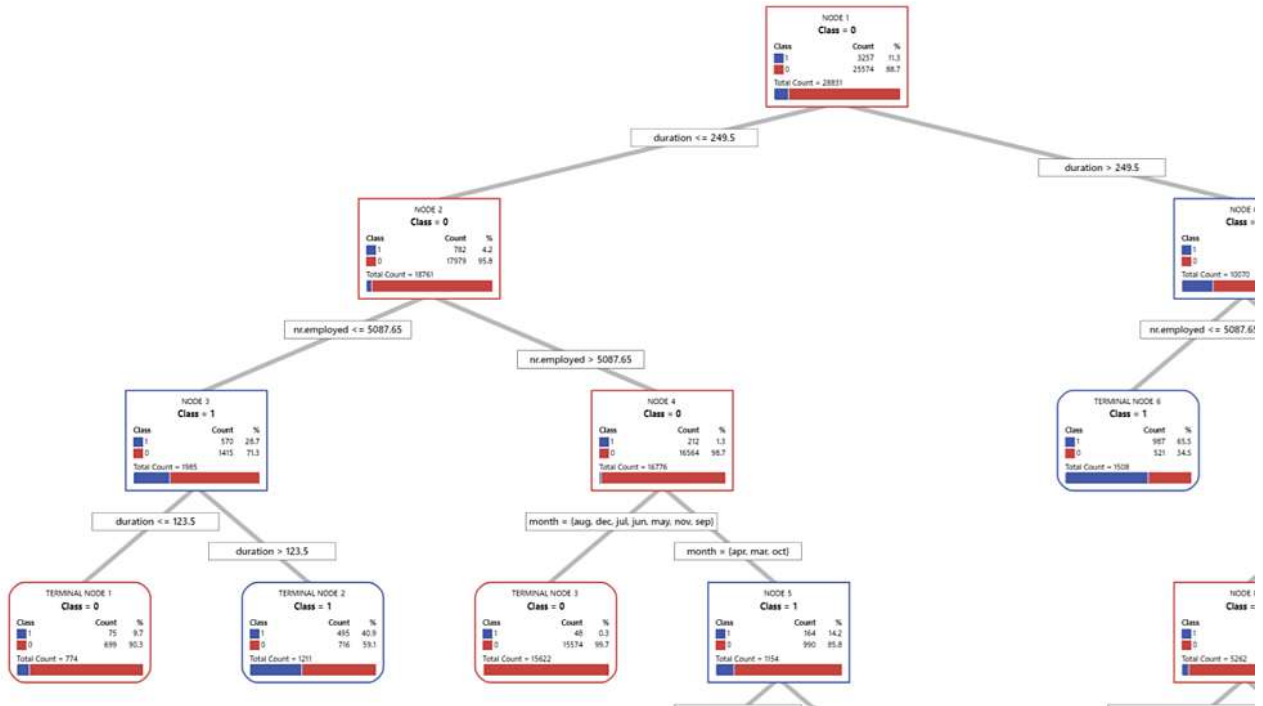 NODE 1
Class = 0
Class Count %
1 3257 11.3
0 25574 88.7
Total Count = 28831
duration <= 249.5
duration > 249.5
NODE 2
Class = 0
Class Count %
1 782 4.2
0 17979 95.8
Total Count = 18761
NODE
Class =
Class
1
0
Total Count = 10070
nr.employed <= 5087.65
nr.employed > 5087.65
nr.employed <= 5087.65
NODE 3
Class = 1
Class Count %
1 570 28.7
0 1415 71.3
Total Count = 1985
NODE 4
Class = 0
Class Count %
1 212 1.3
0 16564 98.7
Total Count = 16776
TERMINAL NODE 6
Class = 1
Class Count %
1 987 65.5
0 521 34.5
Total Count = 1508
duration <= 123.5
duration > 123.5
month = (aug, dec, jul, jun, may, nov, sep)
month = (apr, mar, oct)
TERMINAL NODE 1
Class = 0
Class Count %
1 75 9.7
0 699 90.3
Total Count = 774
TERMINAL NODE 2
Class = 1
Class Count %
1 495 40.9
0 716 59.1
Total Count = 1211
TERMINAL NODE 3
Class = 0
Class Count %
1 48 0.3
0 15574 99.7
Total Count = 15622
NODE 5
Class = 1
Class Count %
1 164 14.2
0 990 85.8
Total Count = 1154
NODE
Class =
Class
1
0
Total Count = 5262